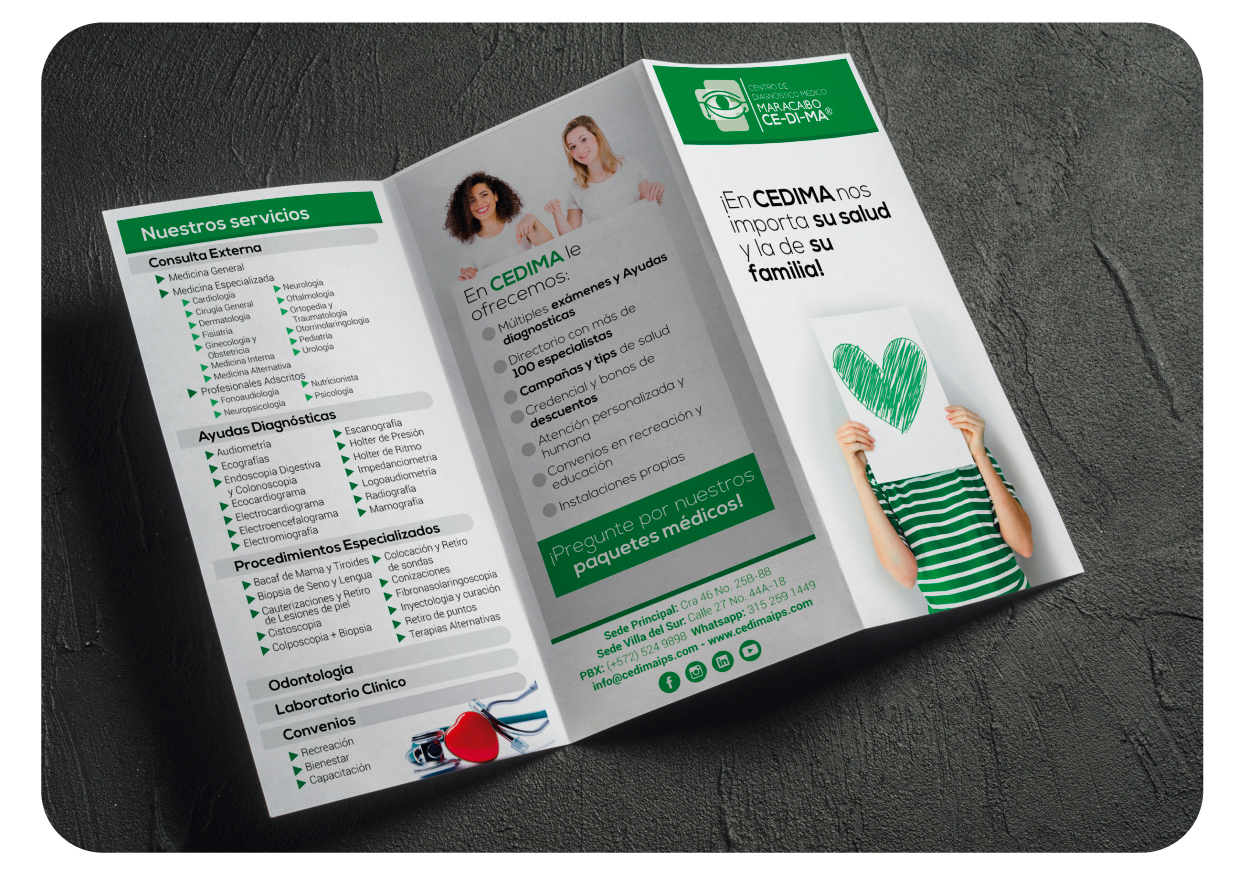 Nuestros servicios
Consulta Externa
Medicina General
Medicina Especializada
Cardiología
Cirugía General
Dermatología
Fisiatría
Ginecología y
Obstetricia
Medicina Interna
Medicina Alternativa
Neurología
Oftalmología
Ortopedia y
Traumatología
Otorrinolaringología
Pediatría
Urología
Profesionales Adscritos
Fonoaudiología
Neuropsicología
Nutricionista
Psicología
Ayudas Diagnósticas
Audiometría
Ecografías
Endoscopia Digestiva
y Colonoscopia
Ecocardiograma
Electrocardiograma
Electroencefalograma
Electromiografía
Escanografía
Holter de Presión
Holter de Ritmo
Impedanciometria
Logoaudiometría
Radiografía
Mamografía
Procedimientos Especializados
Bacaf de Mama y Tiroides
Biopsia de Seno y Lengua
Cauterizaciones y Retiro
de Lesiones de piel
Cistoscopia
Colposcopia + Biopsia
Colocación y Retiro
de sondas
Conizaciones
Fibronasolaringoscopia
Inyectología y curación
Retiro de puntos
Terapias Alternativas
Odontología
Laboratorio Clínico
Convenios
Recreación
Bienestar
Capacitación
En CEDIMA le
ofrecemos:
Múltiples exámenes y Ayudas
diagnosticas
Directorio con más de
100 especialistas
Campañas y tips de salud
Credencial y bonos de
descuentos
Atención personalizada y
humana
Convenios en recreación y
educación
Instalaciones propias
¡Pregunte por nuestros
paquetes médicos!
Sede Principal: Cra 46 No. 25B-88
Sede Villa del Sur: Calle 27 No. 44A-18
PBX: (+572) 524 9898 Whatsapp: 315 259 1449
info@cedimaips.com - www.cedimaips.com
CENTRO DE
DIAGNÓSTICO MÉDICO
MARACAIBO
CE-DI-MA®
¡En CEDIMA nos
importa su salud
y la de su
familia!